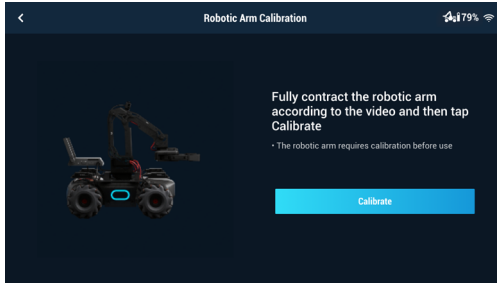 Robotic Arm Calibration
79%
Fully contract the robotic arm
according to the video and then tap
Calibrate
• The robotic arm requires calibration before use
Calibrate